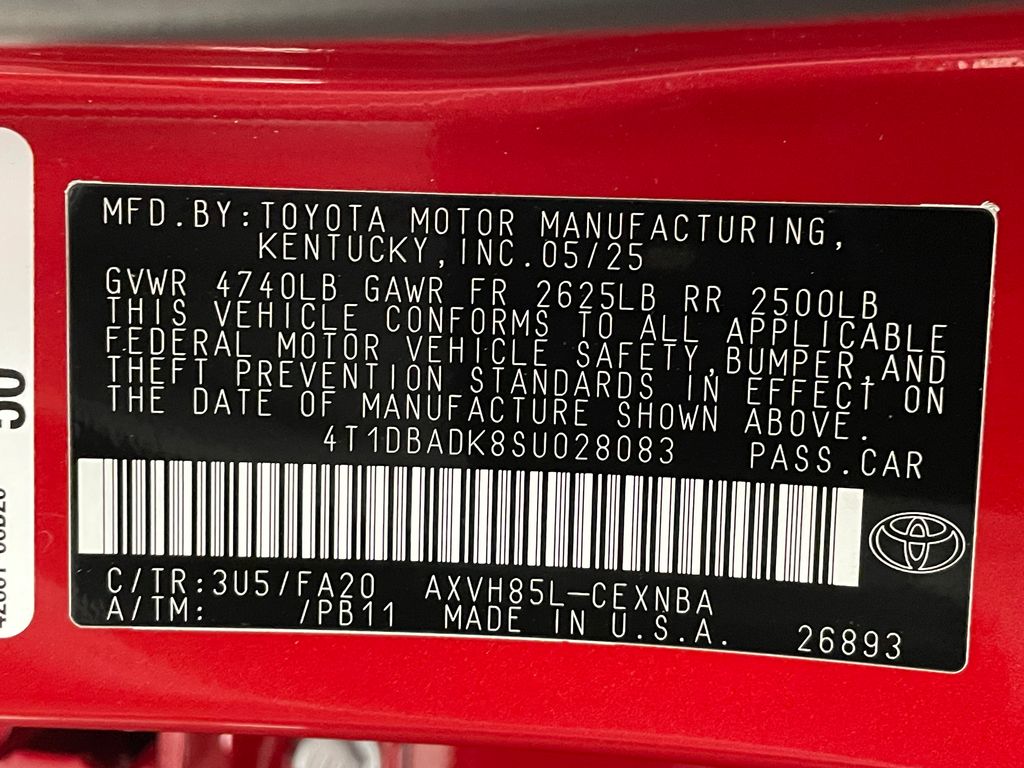 MFD.BY:TOYOTA MOTOR MANUFACTURING,
KENTUCKY,INC.05/25
GVWR 4740LB GAWR FR 2625LB RR 2500LB
THIS VEHICLE CONFORMS TO ALL APPLICABLE
FEDERAL MOTOR VEHICLE SAFETY,BUMPER,AND
THEFT PREVENTION STANDARDS IN EFFECT ON
THE DATE OF MANUFACTURE SHOWN ABOVE.
4T1DBADK8SU028083 PASS.CAR
C/TR:3U5/FA20 AXVH85L-CEXNBA
A/TM: /PB11 MADE IN U.S.A. 26893